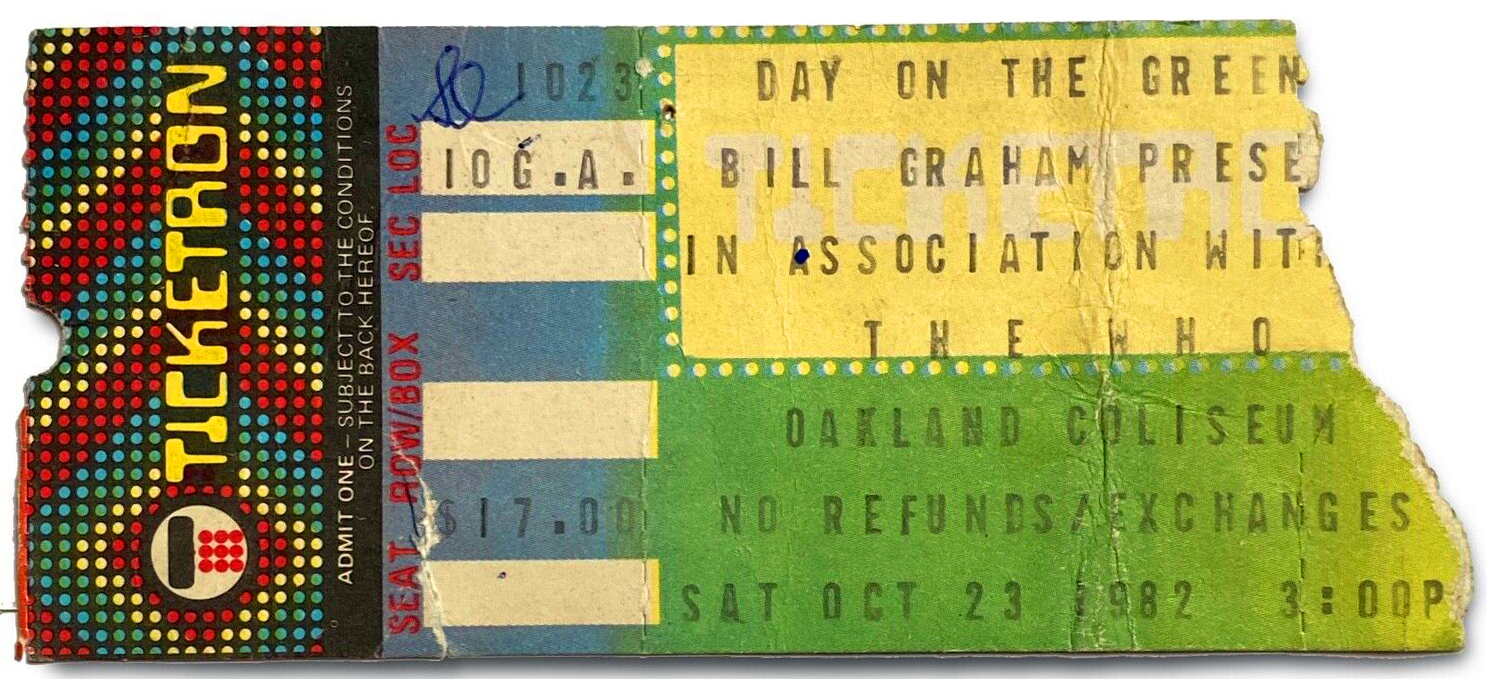 TICKETRON
ADMIT ONE – SUBJECT TO THE CONDITIONS
ON THE BACK HEREOF
SEC LOC
ROW/BOX
SEAT
1023
10G.A.
$17.00
DAY ON THE GREEN
BILL GRAHAM PRESE
IN ASSOCIATION WITH
THE WHO
OAKLAND COLISEUM
NO REFUNDS/EXCHANGES
SAT OCT 23 1982 3:00P